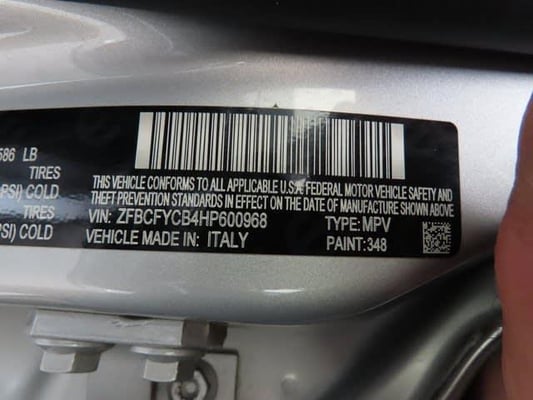 586 LB
TIRES
PSI) COLD
TIRES
SI) COLD
THIS VEHICLE CONFORMS TO ALL APPLICABLE U.S.A. FEDERAL MOTOR VEHICLE SAFETY AND
THEFT PREVENTION STANDARDS IN EFFECT ON THE DATE OF MANUFACTURE SHOWN ABOVE.
VIN: ZFBCFYCB4HP600968 TYPE: MPV
VEHICLE MADE IN: ITALY PAINT: 348